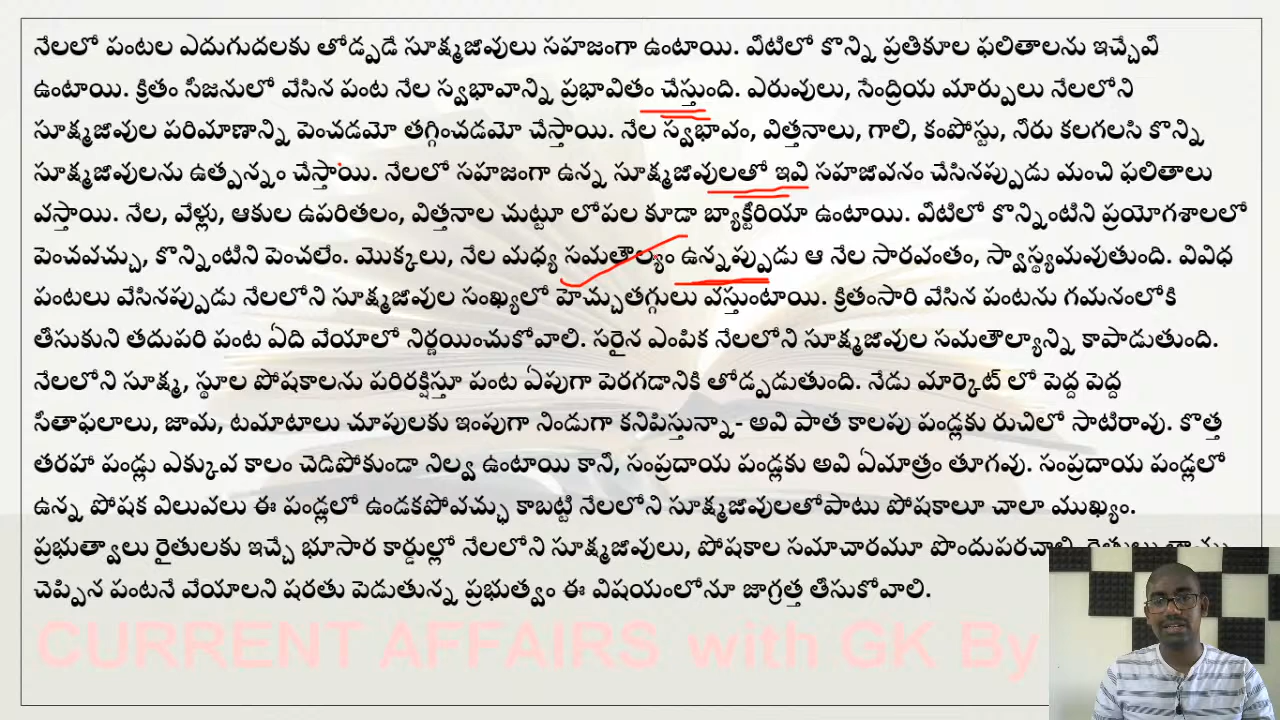 నేలలో పంటల ఎదుగుదలకు తోడ్పడే సూక్ష్మజీవులు సహజంగా ఉంటాయి. వీటిలో కొన్ని ప్రతికూల ఫలితాలను ఇచ్చేవీ
ఉంటాయి. క్రితం సీజనులో వేసిన పంట నేల స్వభావాన్ని ప్రభావితం చేస్తుంది. ఎరువులు, సేంద్రియ మార్పులు నేలలోని
సూక్ష్మజీవుల పరిమాణాన్ని పెంచడమో తగ్గించడమో చేస్తాయి. నేల స్వభావం, విత్తనాలు, గాలి, కంపోస్టు, నీరు కలగలసి కొన్ని
సూక్ష్మజీవులను ఉత్పన్నం చేస్తాయి. నేలలో సహజంగా ఉన్న సూక్ష్మజీవులతో ఇవి సహజీవనం చేసినప్పుడు మంచి ఫలితాలు
వస్తాయి. నేల, వేళ్లు, ఆకుల ఉపరితలం, విత్తనాల చుట్టూ లోపల కూడా బ్యాక్టీరియా ఉంటాయి. వీటిలో కొన్నింటిని ప్రయోగశాలలో
పెంచవచ్చు, కొన్నింటిని పెంచలేం. మొక్కలు, నేల మధ్య సమతౌల్యం ఉన్నప్పుడు ఆ నేల సారవంతం, స్వాస్థ్యమవుతుంది. వివిధ
పంటలు వేసినప్పుడు నేలలోని సూక్ష్మజీవుల సంఖ్యలో హెచ్చుతగ్గులు వస్తుంటాయి. క్రితంసారి వేసిన పంటను గమనంలోకి
తీసుకుని తదుపరి పంట ఏది వేయాలో నిర్ణయించుకోవాలి. సరైన ఎంపిక నేలలోని సూక్ష్మజీవుల సమతౌల్యాన్ని కాపాడుతుంది.
నేలలోని సూక్ష్మ, స్థూల పోషకాలను పరిరక్షిస్తూ పంట ఏపుగా పెరగడానికి తోడ్పడుతుంది. నేడు మార్కెట్ లో పెద్ద పెద్ద
సీతాఫలాలు, జామ, టమాటాలు చూపులకు ఇంపుగా నిండుగా కనిపిస్తున్నా- అవి పాత కాలపు పండ్లకు రుచిలో సాటిరావు. కొత్త
తరహా పండ్లు ఎక్కువ కాలం చెడిపోకుండా నిల్వ ఉంటాయి కానీ, సంప్రదాయ పండ్లకు అవి ఏమాత్రం తూగవు. సంప్రదాయ పండ్లలో
ఉన్న పోషక విలువలు ఈ పండ్లలో ఉండకపోవచ్చు కాబట్టి నేలలోని సూక్ష్మజీవులతోపాటు పోషకాలూ చాలా ముఖ్యం.
ప్రభుత్వాలు రైతులకు ఇచ్చే భూసార కార్డుల్లో నేలలోని సూక్ష్మజీవులు, పోషకాల సమాచారమూ పొందుపరచాలి.
చెప్పిన పంటనే వేయాలని షరతు పెడుతున్న ప్రభుత్వం ఈ విషయంలోనూ జాగ్రత్త తీసుకోవాలి.
CURRENT AFFAIRS with GK By